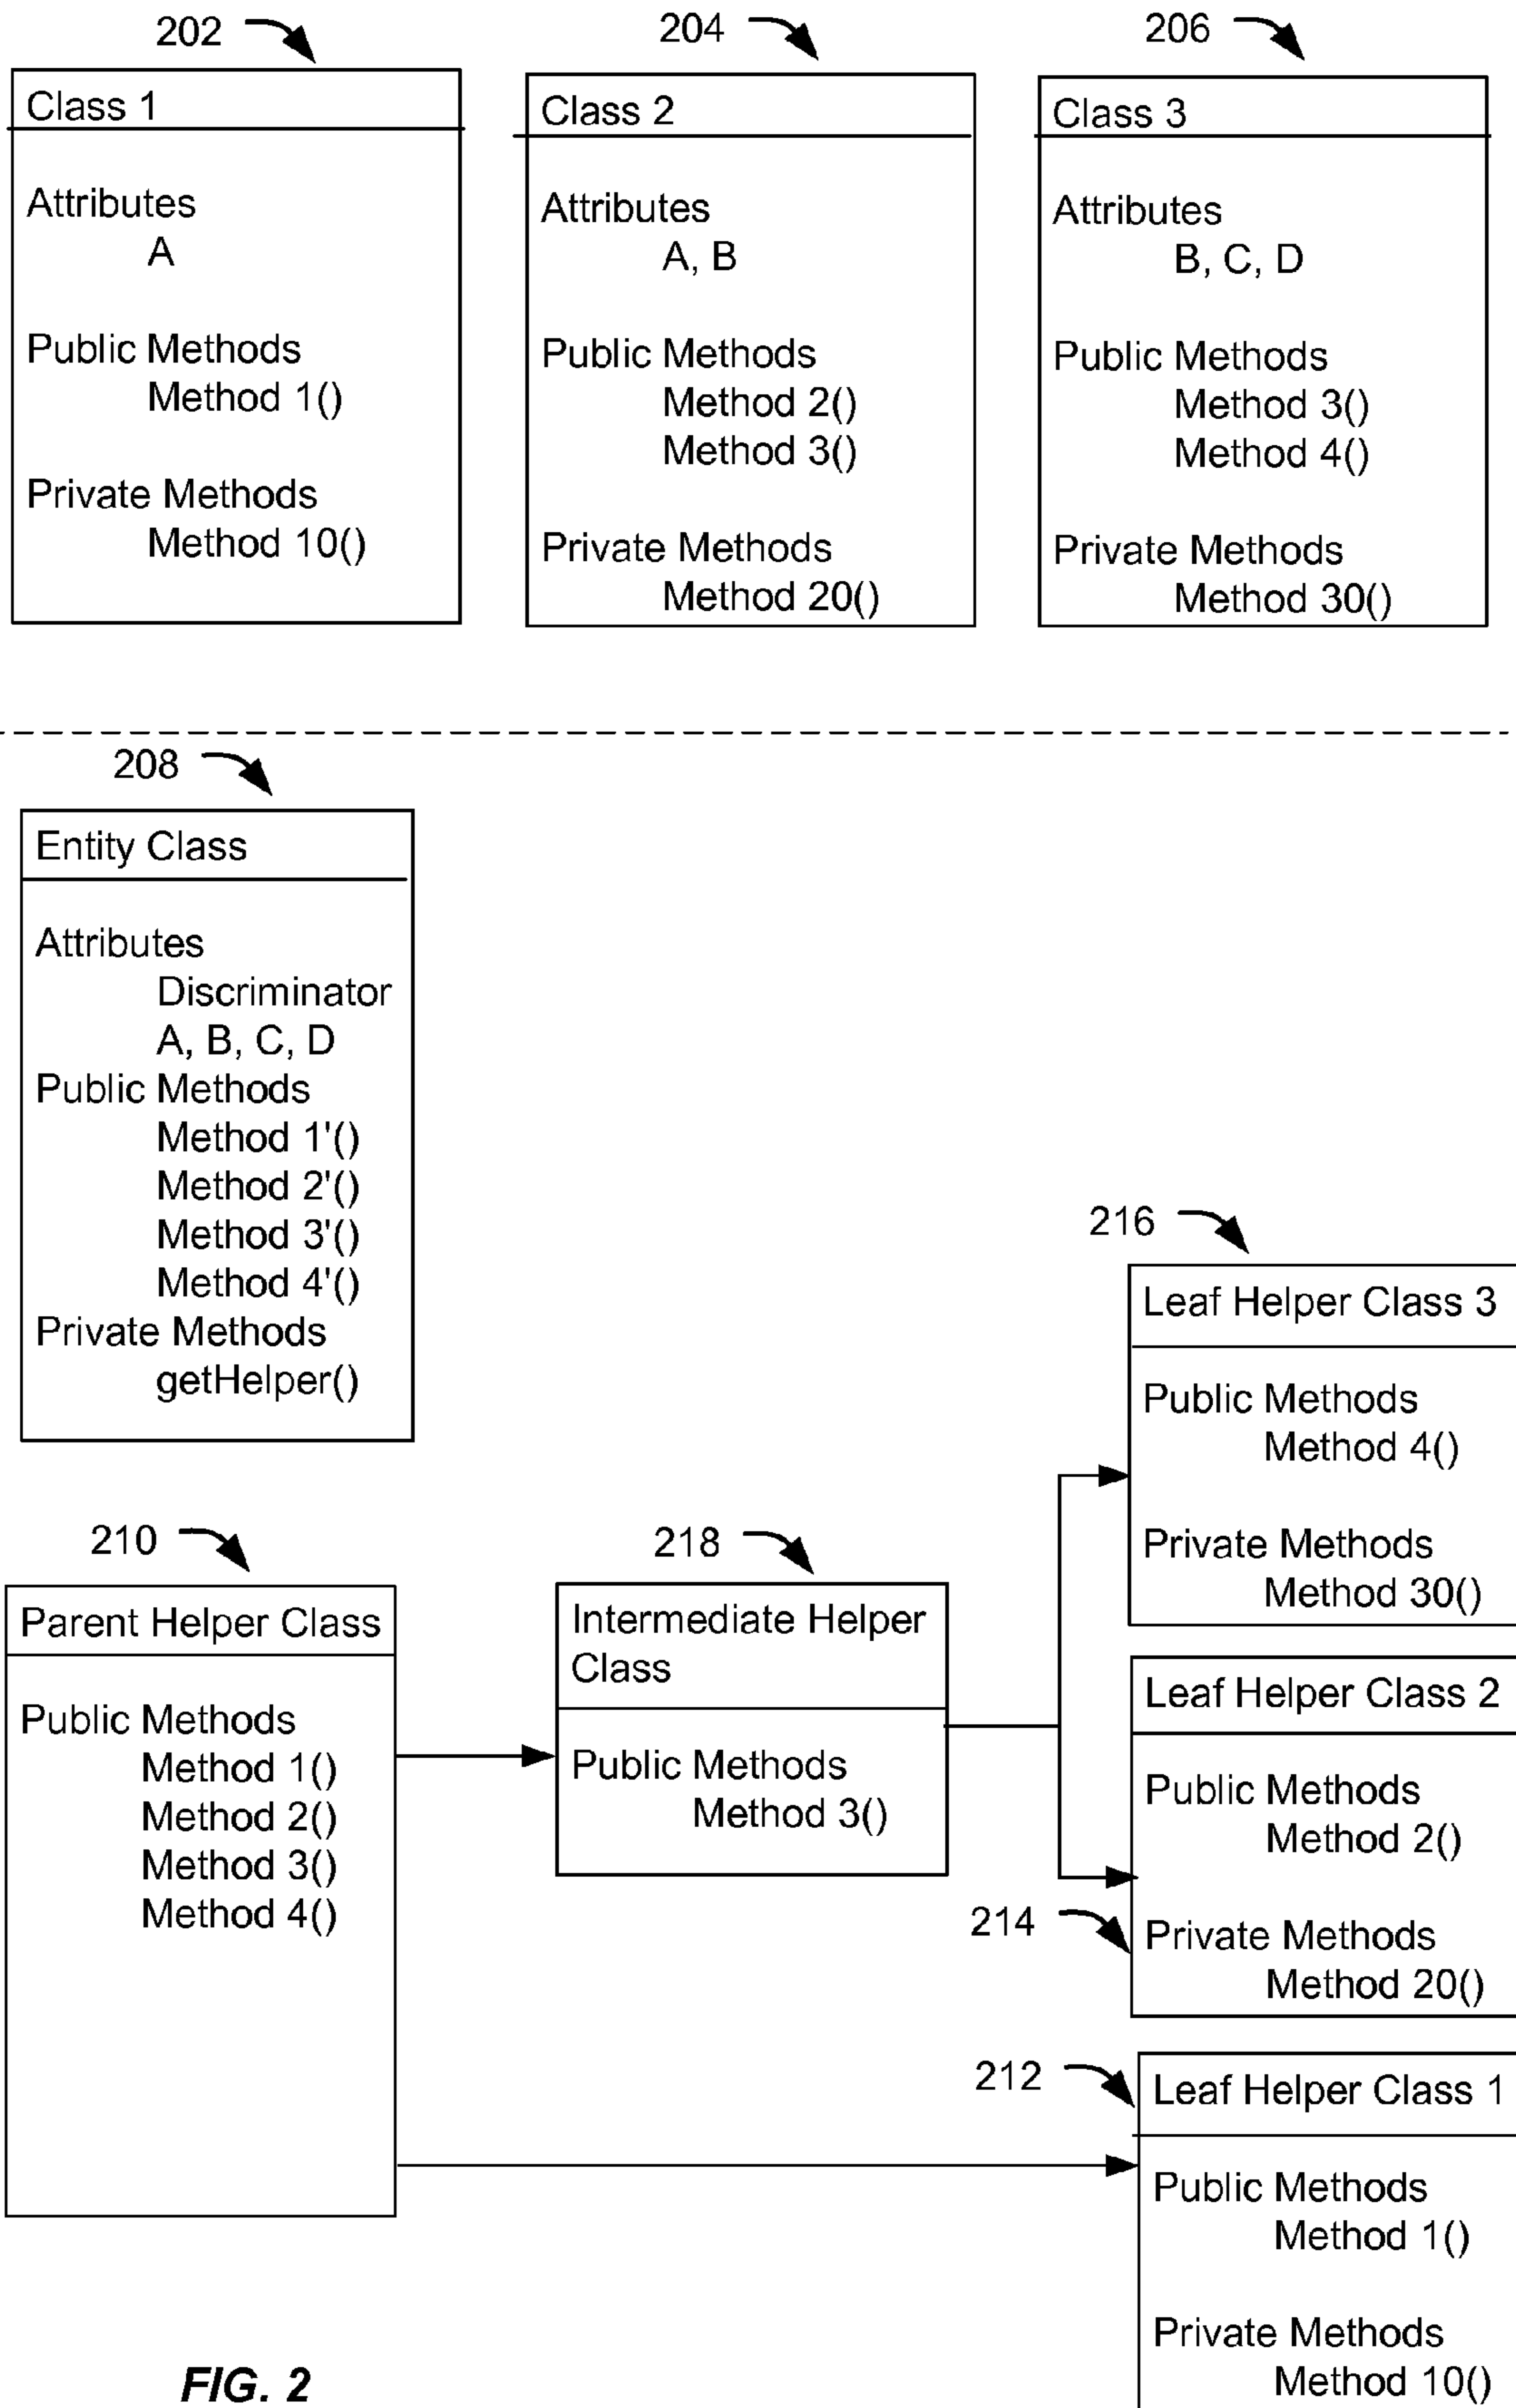 202
Class 1
Attributes
A
Public Methods
Method 1()
Private Methods
Method 10()
204
Class 2
Attributes
A, B
Public Methods
Method 2()
Method 3()
Private Methods
Method 20()
206
Class 3
Attributes
B, C, D
Public Methods
Method 3()
Method 4()
Private Methods
Method 30()
208
Entity Class
Attributes
Discriminator
A, B, C, D
Public Methods
Method 1'()
Method 2'()
Method 3'()
Method 4'()
Private Methods
getHelper()
210
Parent Helper Class
Public Methods
Method 1()
Method 2()
Method 3()
Method 4()
218
Intermediate Helper
Class
Public Methods
Method 3()
216
Leaf Helper Class 3
Public Methods
Method 4()
Private Methods
Method 30()
Leaf Helper Class 2
Public Methods
Method 2()
214
Private Methods
Method 20()
212
Leaf Helper Class 1
Public Methods
Method 1()
Private Methods
Method 10()
FIG. 2